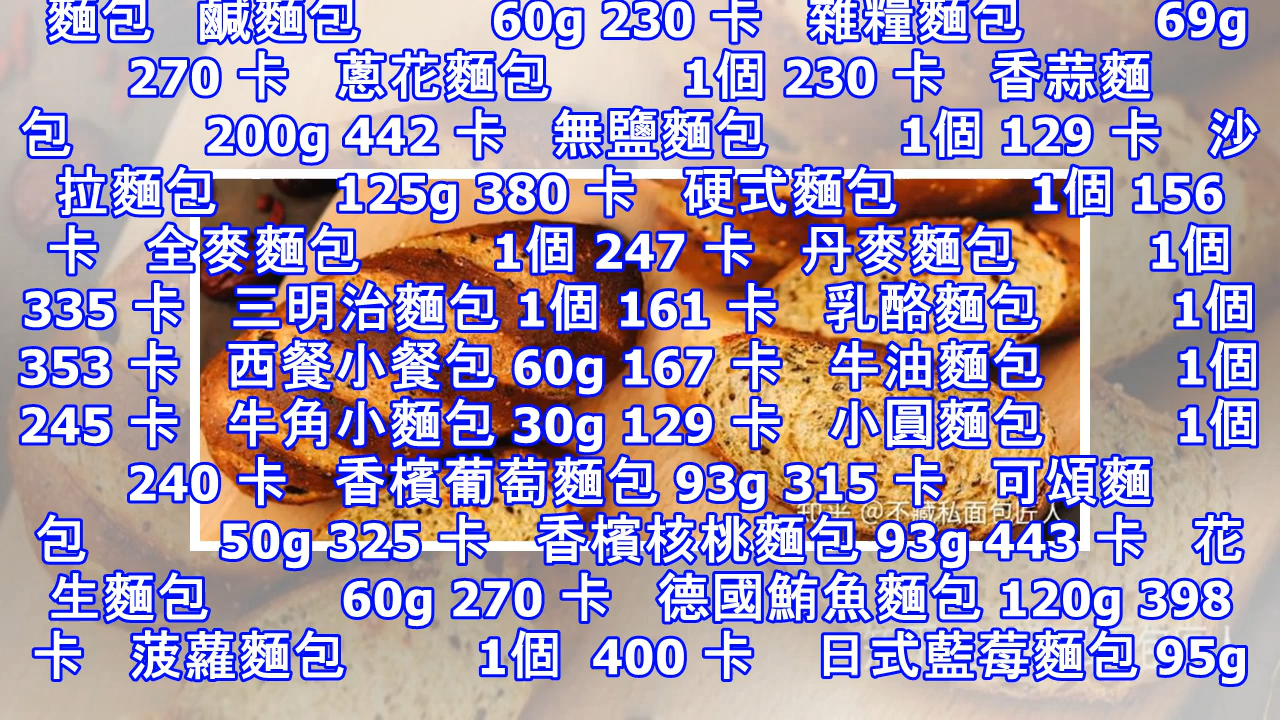 麵包 鹹麵包 60g 230 卡 雜糧麵包 69g
270 卡 蔥花麵包 1個 230 卡 香蒜麵
包 200g 442 卡 無鹽麵包 1個 129 卡 沙
拉麵包 125g 380 卡 硬式麵包 1個 156
卡 全麥麵包 1個 247 卡 丹麥麵包 1個
335 卡 三明治麵包 1個 161 卡 乳酪麵包 1個
353 卡 西餐小餐包 60g 167 卡 牛油麵包 1個
245 卡 牛角小麵包 30g 129 卡 小圓麵包 1個
240 卡 香檳葡萄麵包 93g 315 卡 可頌麵
知乎 @不藏私面包匠人
包 50g 325 卡 香檳核桃麵包 93g 443 卡 花
生麵包 60g 270 卡 德國鮪魚麵包 120g 398
卡 菠蘿麵包 1個 400 卡 日式藍莓麵包 95g